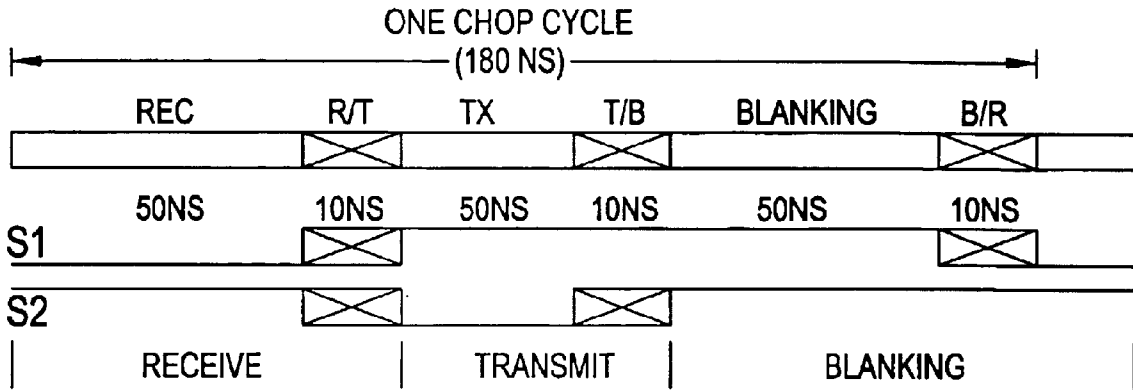 ONE CHOP CYCLE
(180 NS)
REC R/T TX T/B BLANKING B/R
50NS 10NS 50NS 10NS 50NS 10NS
S1
S2
RECEIVE TRANSMIT BLANKING